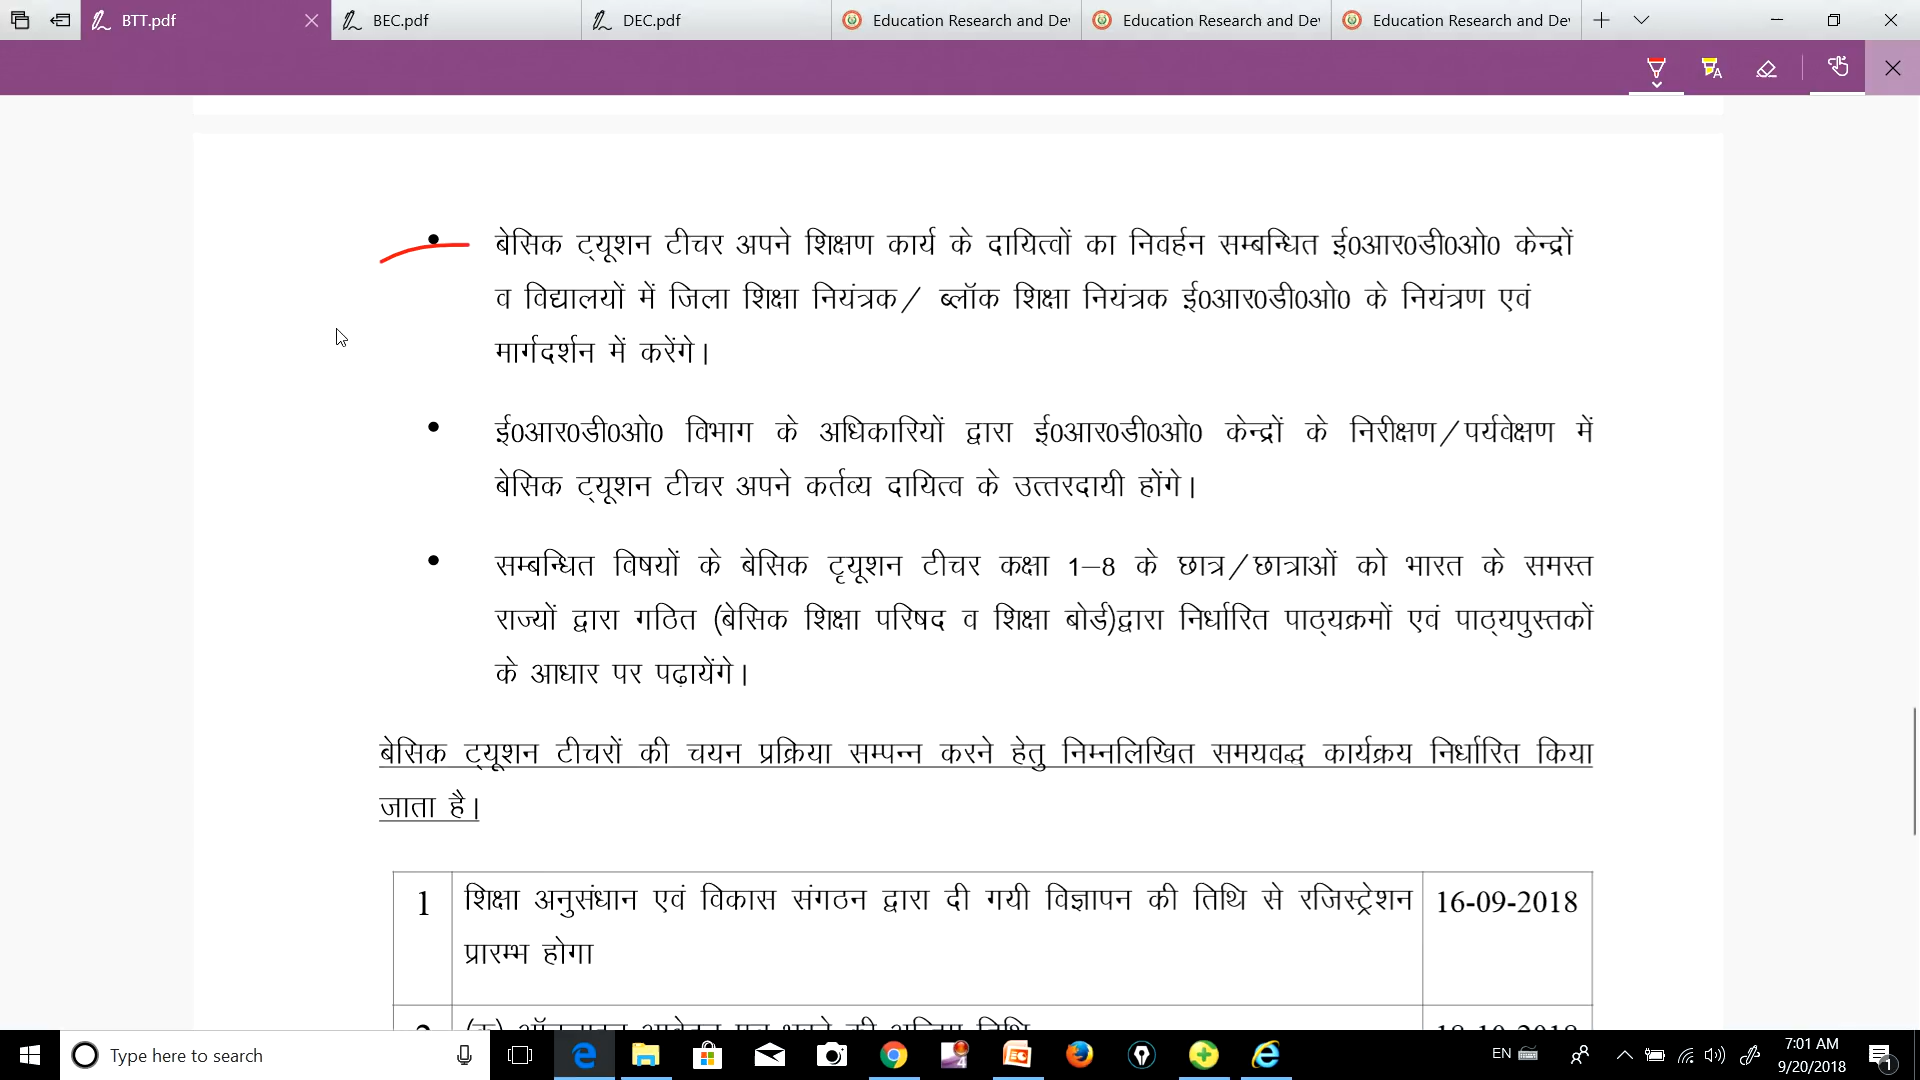 BTT.pdf
BEC.pdf
DEC.pdf
Education Research and Dev
Education Research and Dev
Education Research and Dev
बेसिक ट्यूशन टीचर अपने शिक्षण कार्य के दायित्वों का निवर्हन सम्बन्धित ई0आर0डी0ओ0 केन्द्रों
व विद्यालयों में जिला शिक्षा नियंत्रक/ ब्लॉक शिक्षा नियंत्रक ई0आर0डी0ओ0 के नियंत्रण एवं
मार्गदर्शन में करेंगे।
ई0आर0डी0ओ0 विभाग के अधिकारियों द्वारा ई0आर0डी0ओ0 केन्द्रों के निरीक्षण/पर्यवेक्षण में
बेसिक ट्यूशन टीचर अपने कर्तव्य दायित्व के उत्तरदायी होंगे।
सम्बन्धित विषयों के बेसिक टृयूशन टीचर कक्षा 1–8 के छात्र/छात्राओं को भारत के समस्त
राज्यों द्वारा गठित (बेसिक शिक्षा परिषद व शिक्षा बोर्ड)द्वारा निर्धारित पाठ्यक्रमों एवं पाठ्यपुस्तकों
के आधार पर पढ़ायेंगे।
बेसिक ट्यूशन टीचरों की चयन प्रक्रिया सम्पन्न करने हेतु निम्नलिखित समयवद्ध कार्यक्रय निर्धारित किया
जाता है।
1 शिक्षा अनुसंधान एवं विकास संगठन द्वारा दी गयी विज्ञापन की तिथि से रजिस्ट्रेशन 16-09-2018
प्रारम्भ होगा
Type here to search
EN
7:01 AM
9/20/2018
1